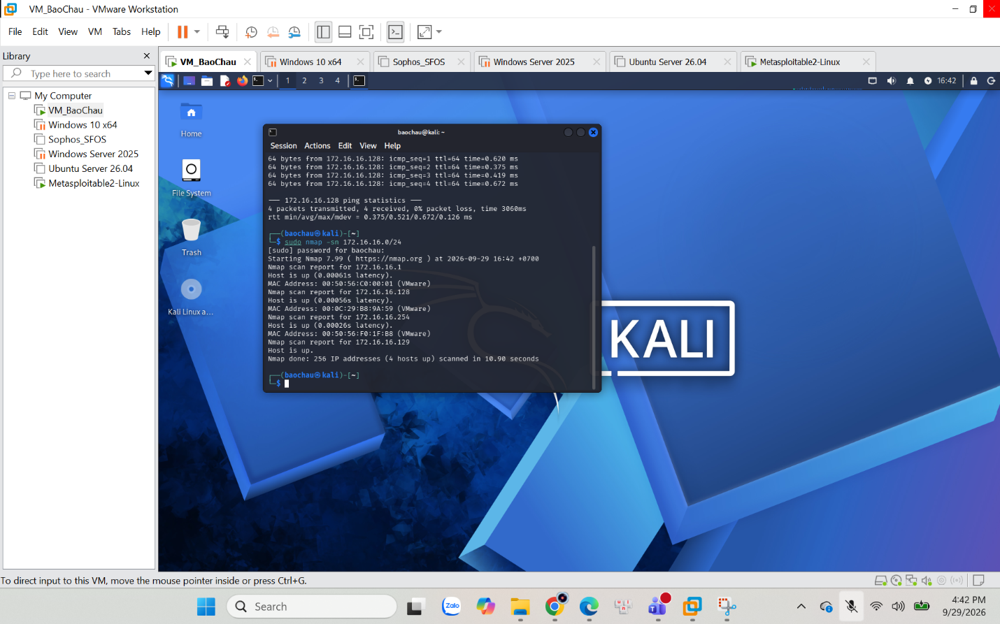 VM_BaoChau - VMware Workstation
File Edit View VM Tabs Help
Library
Type here to search
My Computer
VM_BaoChau
Windows 10 x64
Sophos_SFOS
Windows Server 2025
Ubuntu Server 26.04
Metasploitable2-Linux
VM_BaoChau
Windows 10 x64
Sophos_SFOS
Windows Server 2025
Ubuntu Server 26.04
Metasploitable2-Linux
1 2 3 4
16:42
Home
File System
Trash
Kali Linux a...
baochau@kali: ~
Session Actions Edit View Help
64 bytes from 172.16.16.128: icmp_seq=1 ttl=64 time=0.620 ms
64 bytes from 172.16.16.128: icmp_seq=2 ttl=64 time=0.375 ms
64 bytes from 172.16.16.128: icmp_seq=3 ttl=64 time=0.419 ms
64 bytes from 172.16.16.128: icmp_seq=4 ttl=64 time=0.672 ms
--- 172.16.16.128 ping statistics ---
4 packets transmitted, 4 received, 0% packet loss, time 3060ms
rtt min/avg/max/mdev = 0.375/0.521/0.672/0.126 ms
┌──(baochau㉿kali)-[~]
└─$ sudo nmap -sn 172.16.16.0/24
[sudo] password for baochau:
Starting Nmap 7.99 ( https://nmap.org ) at 2026-09-29 16:42 +0700
Nmap scan report for 172.16.16.1
Host is up (0.00061s latency).
MAC Address: 00:50:56:C0:00:01 (VMware)
Nmap scan report for 172.16.16.128
Host is up (0.00056s latency).
MAC Address: 00:0C:29:B8:9A:59 (VMware)
Nmap scan report for 172.16.16.254
Host is up (0.00026s latency).
MAC Address: 00:50:56:F0:1F:B8 (VMware)
Nmap scan report for 172.16.16.129
Host is up.
Nmap done: 256 IP addresses (4 hosts up) scanned in 10.90 seconds
┌──(baochau㉿kali)-[~]
└─$
KALI
To direct input to this VM, move the mouse pointer inside or press Ctrl+G.
Search
Zalo
4:42 PM
9/29/2026